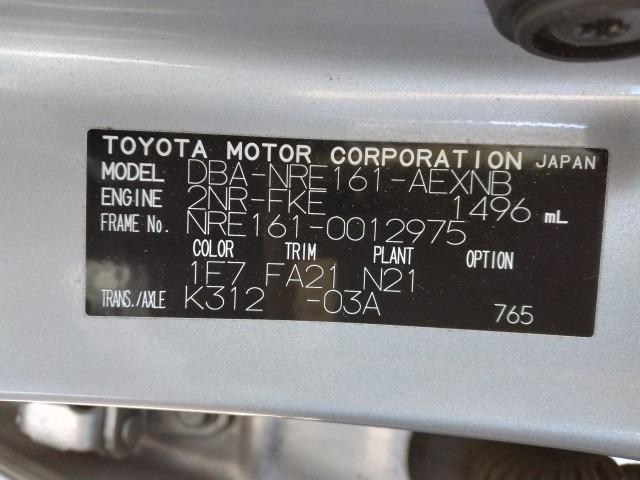 TOYOTA MOTOR CORPORATION JAPAN
MODEL DBA-NRE161-AEXNB
ENGINE 2NR-FKE 1496 mL
FRAME No. NRE161-0012975
COLOR TRIM PLANT OPTION
1F7 FA21 N21
TRANS./AXLE K312 -03A 765